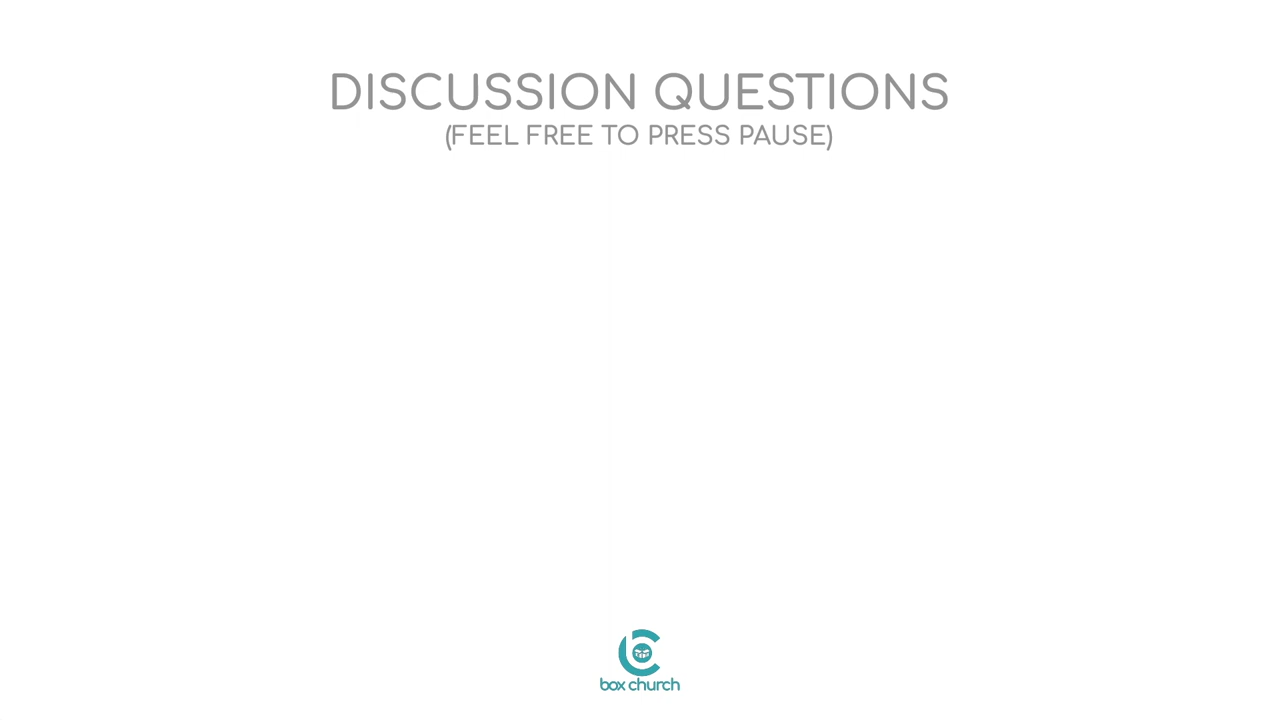 DISCUSSION QUESTIONS
(FEEL FREE TO PRESS PAUSE)
box church